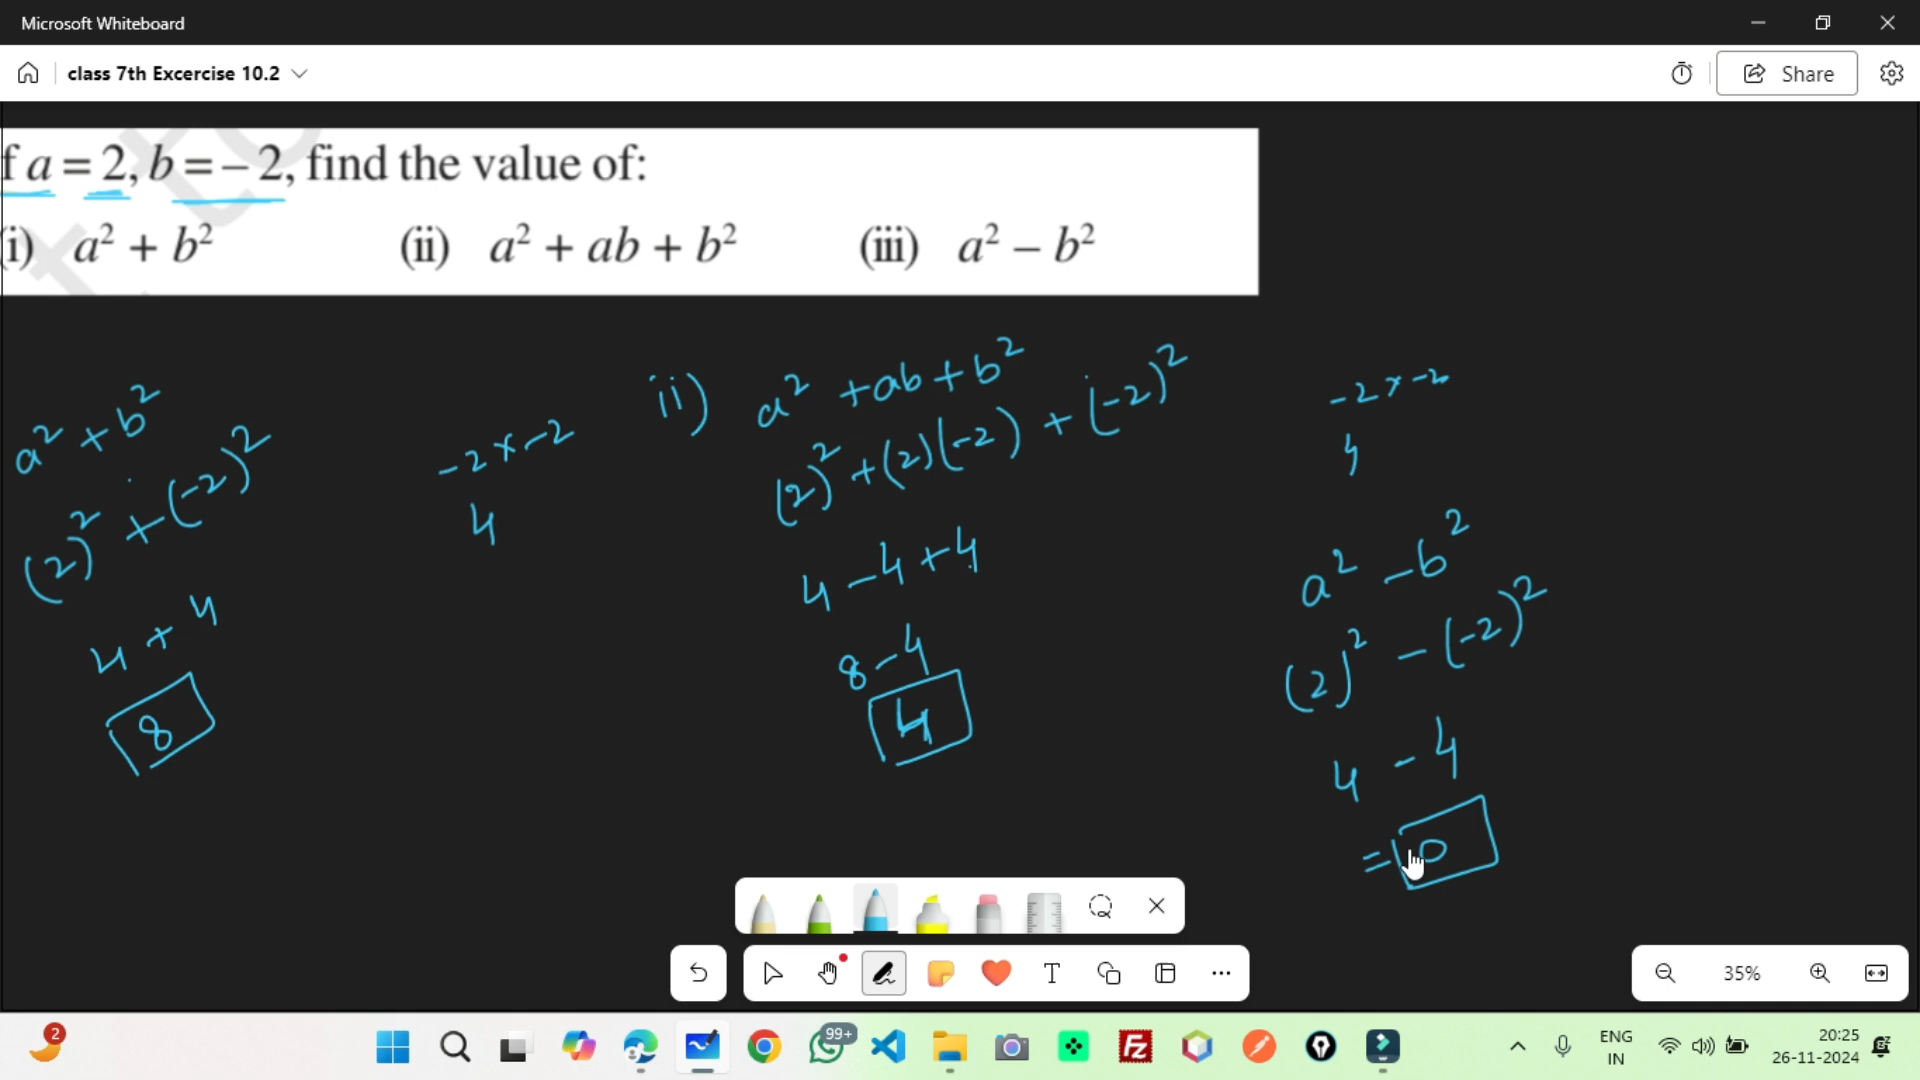 Microsoft Whiteboard
class 7th Excercise 10.2
Share
f a = 2, b = – 2, find the value of:
(i) a² + b² (ii) a² + ab + b² (iii) a² – b²
a² + b²
(2)² + (-2)²
4 + 4
8
-2 × -2
4
ii) a² + ab + b²
(2)² + (2)(-2) + (-2)²
4 - 4 + 4
8 - 4
4
-2 × -2
4
a² - b²
(2)² - (-2)²
4 - 4
= 0
35%
2
99+
ENG
IN
20:25
26-11-2024